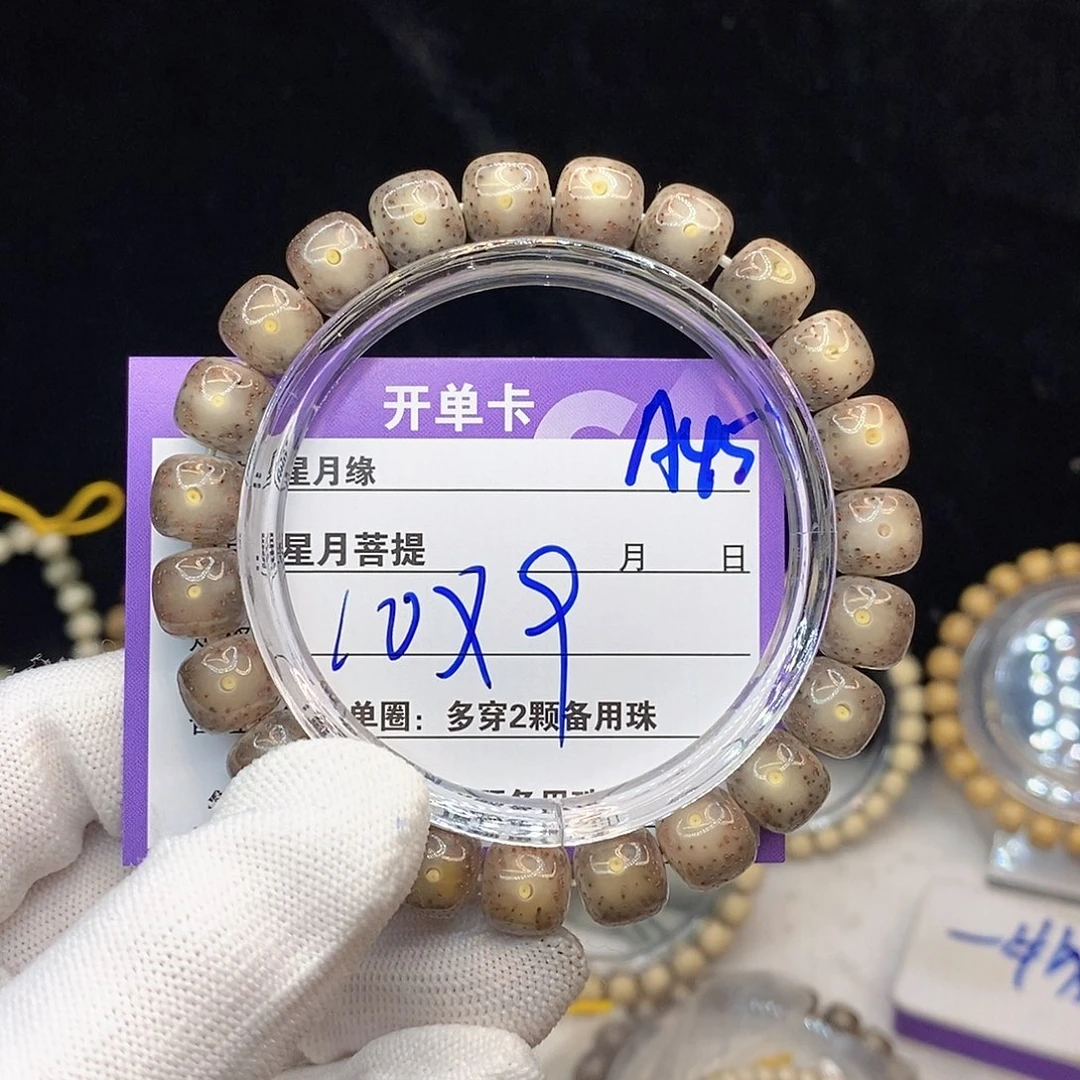 开单卡
A45
星月缘
星月菩提 月 日
10X9
单圈：多穿2颗备用珠